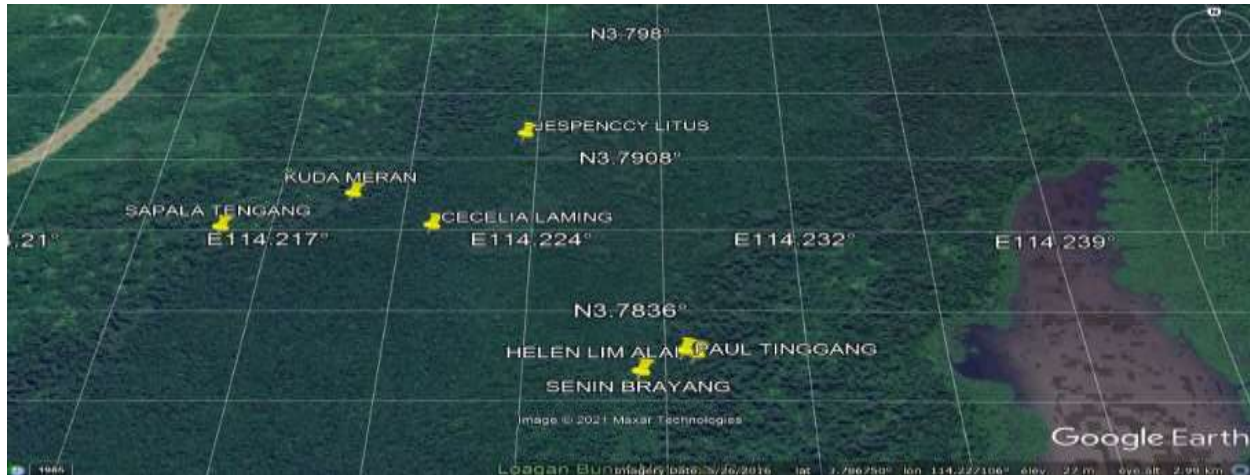 N
N3.798°
JESPENCCY LITUS
N3.7908°
KUDA MERAN
SAPALA TENGANG
CECELIA LAMING
4.21°
E114.217°
E114.224°
E114.232°
E114.239°
N3.7836°
HELEN LIM
PAUL TINGGANG
SENIN BRAYANG
Image © 2021 Maxar Technologies
Google Earth
1985
Loagan
Imagery Date: 5/26/2016 lat 3.786750° lon 114.227106° elev 27 m eye alt 2.99 km